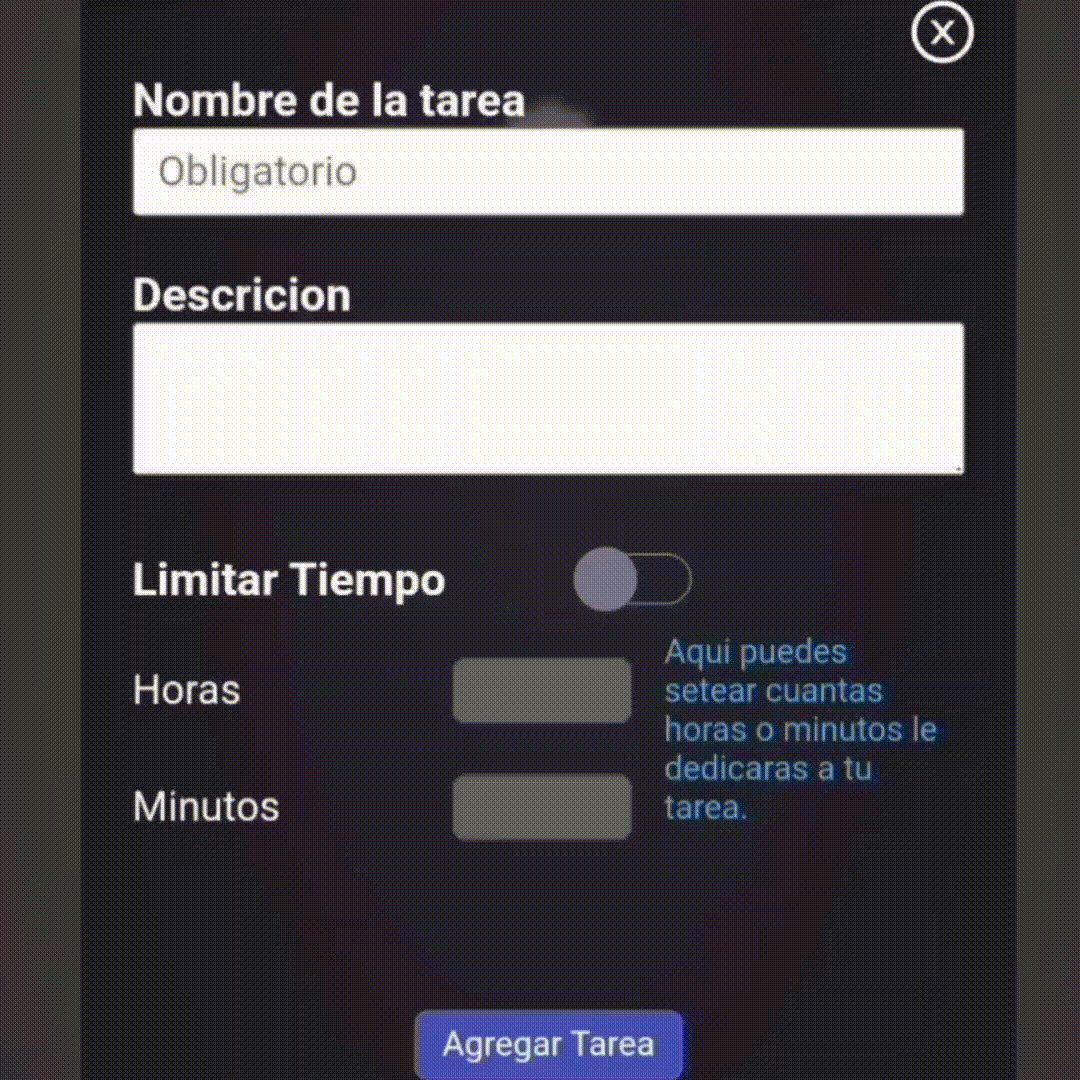 Nombre de la tarea
Obligatorio
Descricion
Limitar Tiempo
Horas
Aqui puedes
setear cuantas
horas o minutos le
dedicaras a tu
tarea.
Minutos
Agregar Tarea